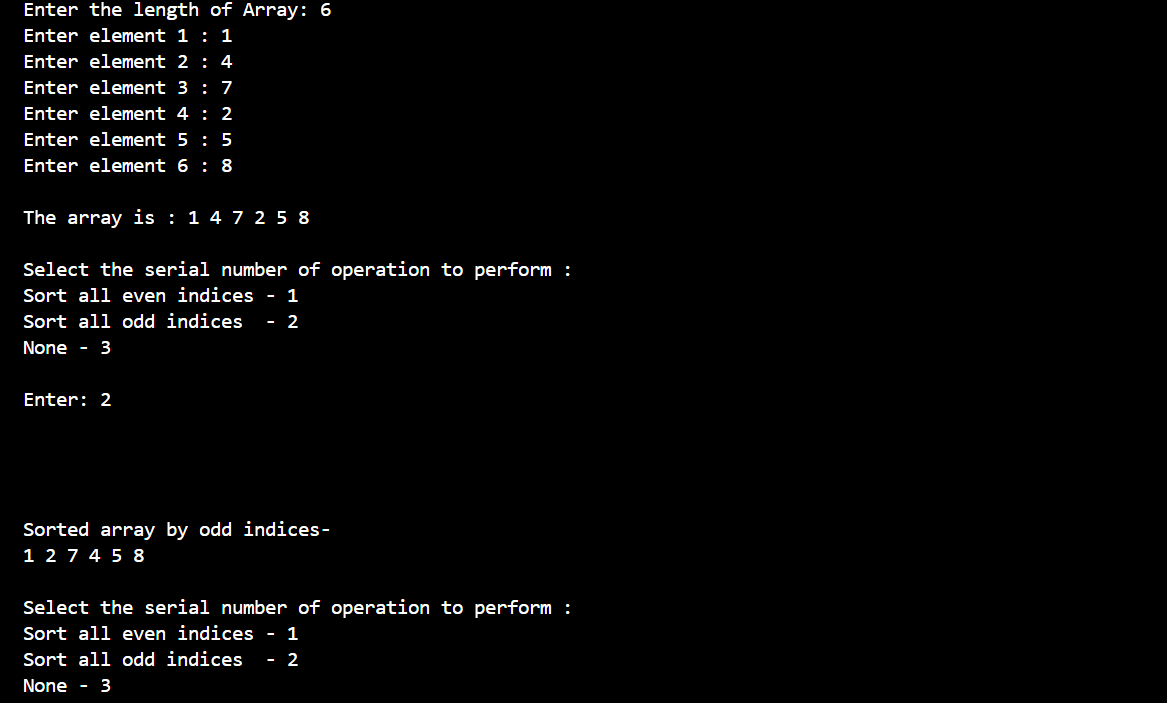 Enter the length of Array: 6
Enter element 1 : 1
Enter element 2 : 4
Enter element 3 : 7
Enter element 4 : 2
Enter element 5 : 5
Enter element 6 : 8
The array is : 1 4 7 2 5 8
Select the serial number of operation to perform :
Sort all even indices - 1
Sort all odd indices  - 2
None - 3
Enter: 2
Sorted array by odd indices-
1 2 7 4 5 8
Select the serial number of operation to perform :
Sort all even indices - 1
Sort all odd indices  - 2
None - 3